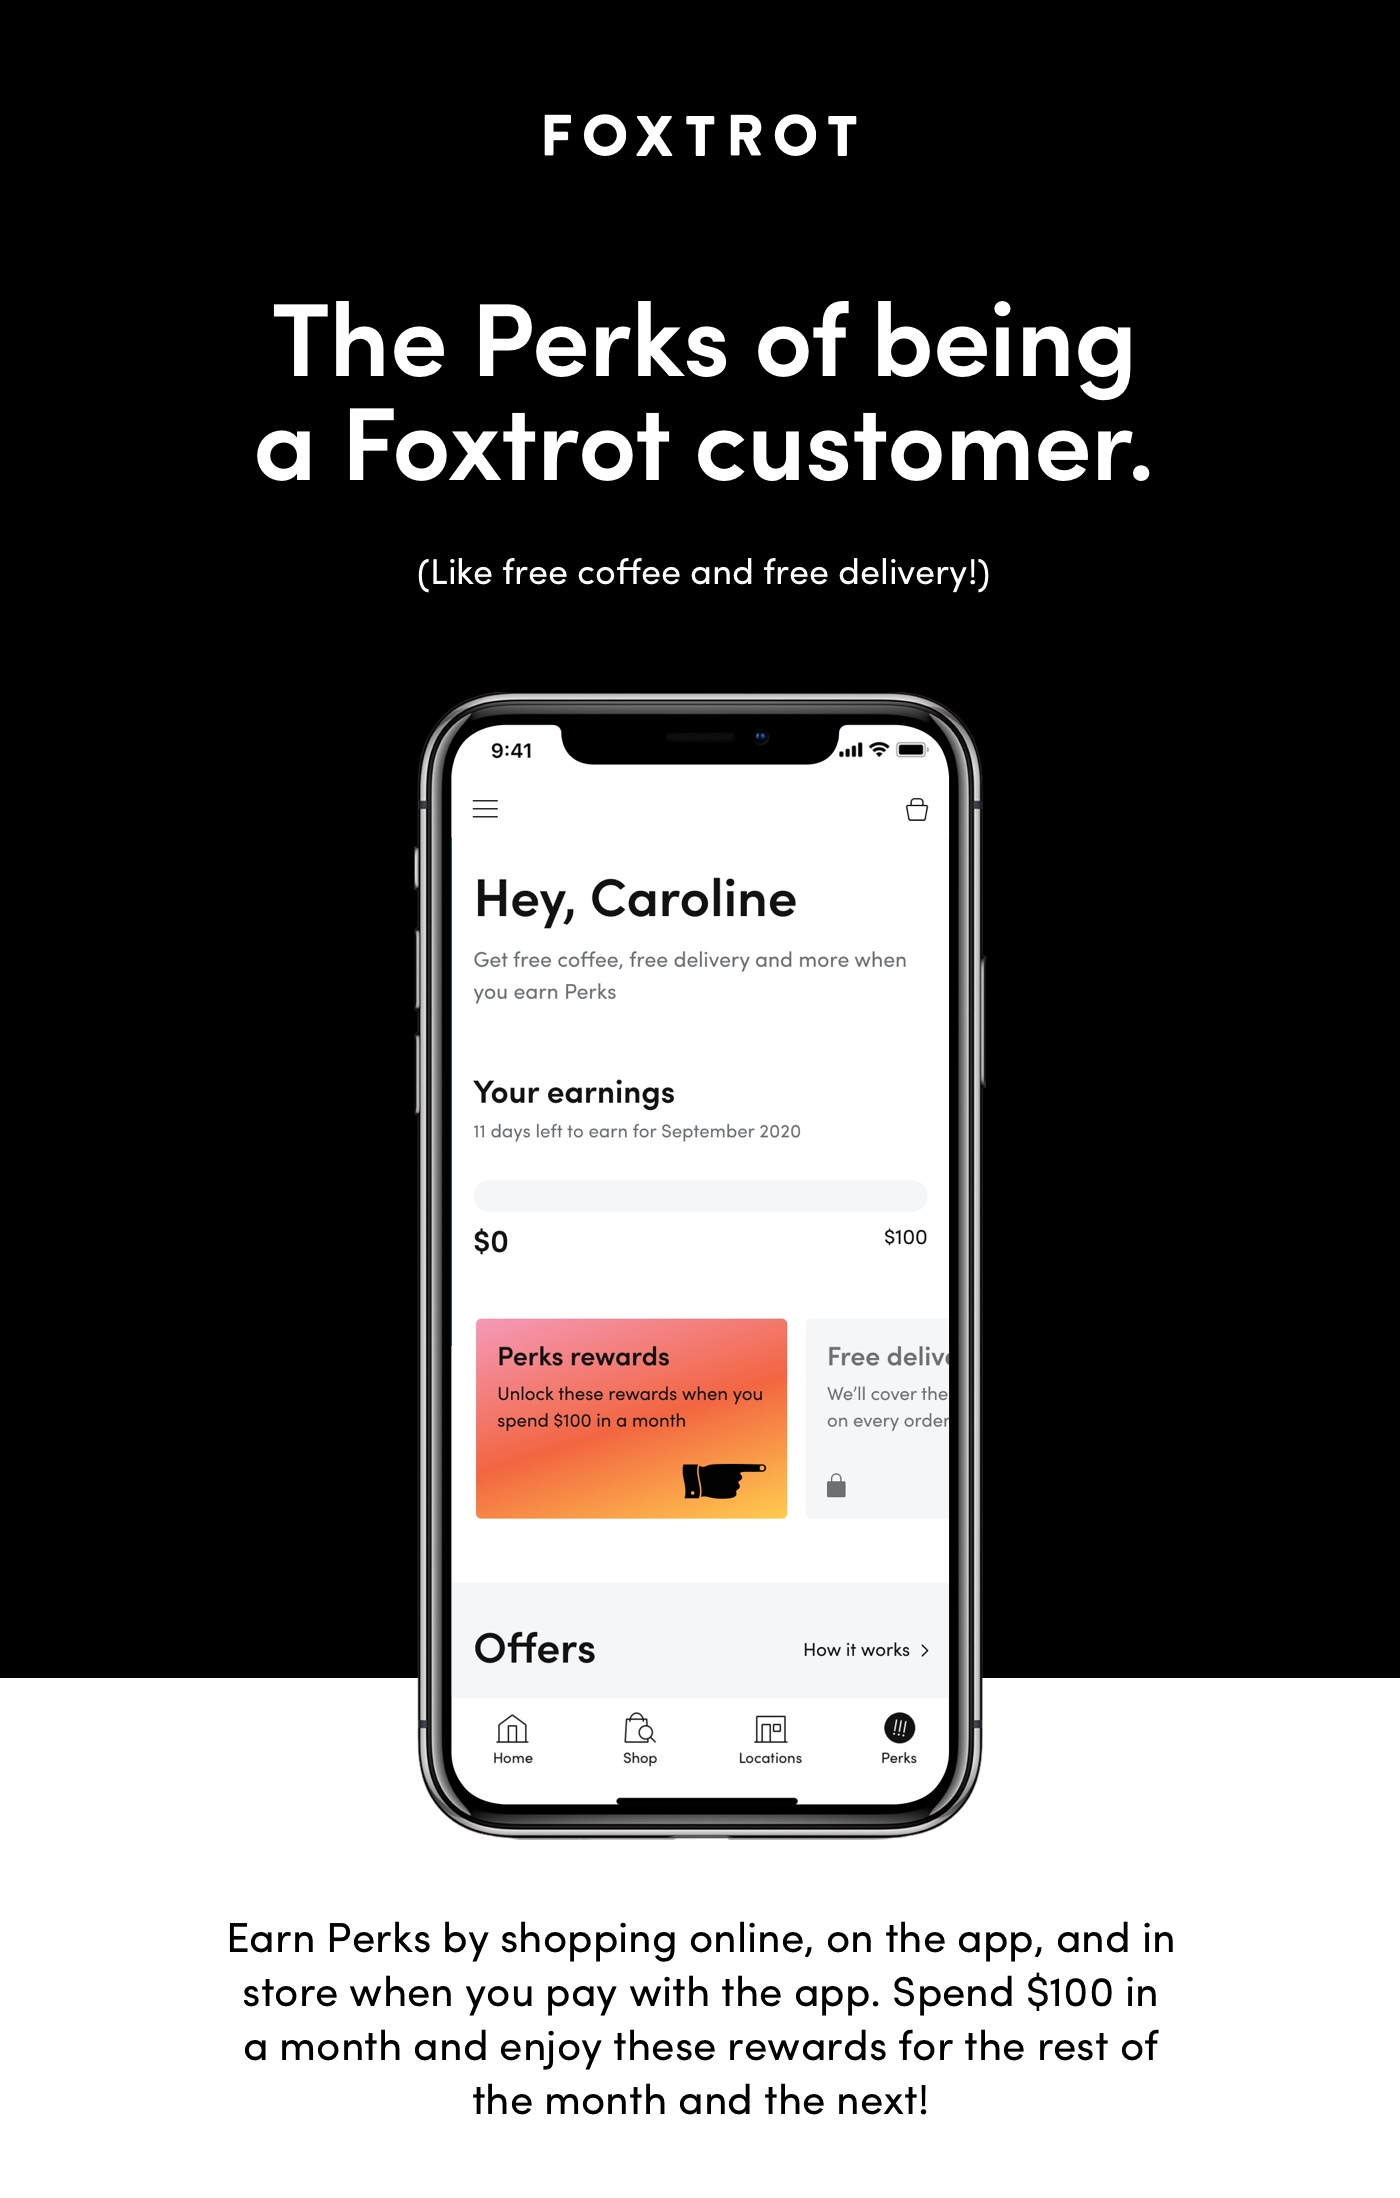 FOXTROT
The Perks of being
a Foxtrot customer.
(Like free coffee and free delivery!)
9:41
Hey, Caroline
Get free coffee, free delivery and more when
you earn Perks
Your earnings
11 days left to earn for September 2020
$0 $100
Perks rewards
Unlock these rewards when you
spend $100 in a month
Free
We'll cover the
on every order
Offers
How it works
Home Shop Locations Perks
Earn Perks by shopping online, on the app, and in
store when you pay with the app. Spend $100 in
a month and enjoy these rewards for the rest of
the month and the next!